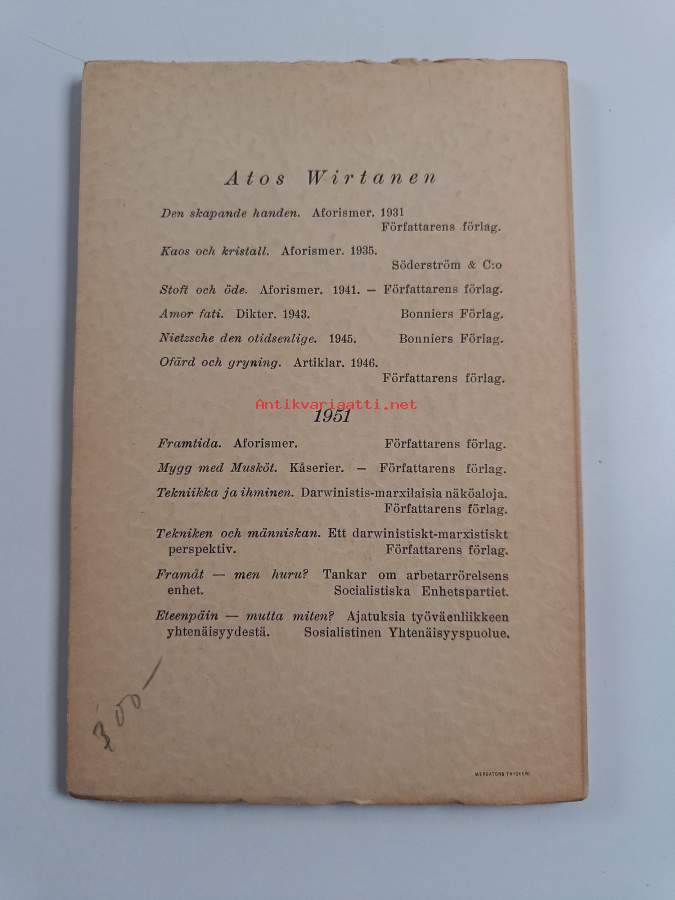 Atos Wirtanen
Den skapande handen. Aforismer. 1931
Författarens förlag.
Kaos och kristall. Aforismer. 1935.
Söderström & C:o
Stoft och öde. Aforismer. 1941. — Författarens förlag.
Amor fati. Dikter. 1943. Bonniers Förlag.
Nietzsche den otidsenlige. 1945. Bonniers Förlag.
Ofärd och gryning. Artiklar. 1946.
Författarens förlag.
Antikvariaatti.net
1951
Framtida. Aforismer. Författarens förlag.
Mygg med Musköt. Kåserier. — Författarens förlag.
Tekniikka ja ihminen. Darwinistis-marxilaisia näköaloja.
Författarens förlag.
Tekniken och människan. Ett darwinistiskt-marxistiskt
perspektiv. Författarens förlag.
Framåt — men huru? Tankar om arbetarrörelsens
enhet. Socialistiska Enhetspartiet.
Eteenpäin — mutta miten? Ajatuksia työväenliikkeen
yhtenäisyydestä. Sosialistinen Yhtenäisyyspuolue.
300—
MERCATORS TRYCKERI